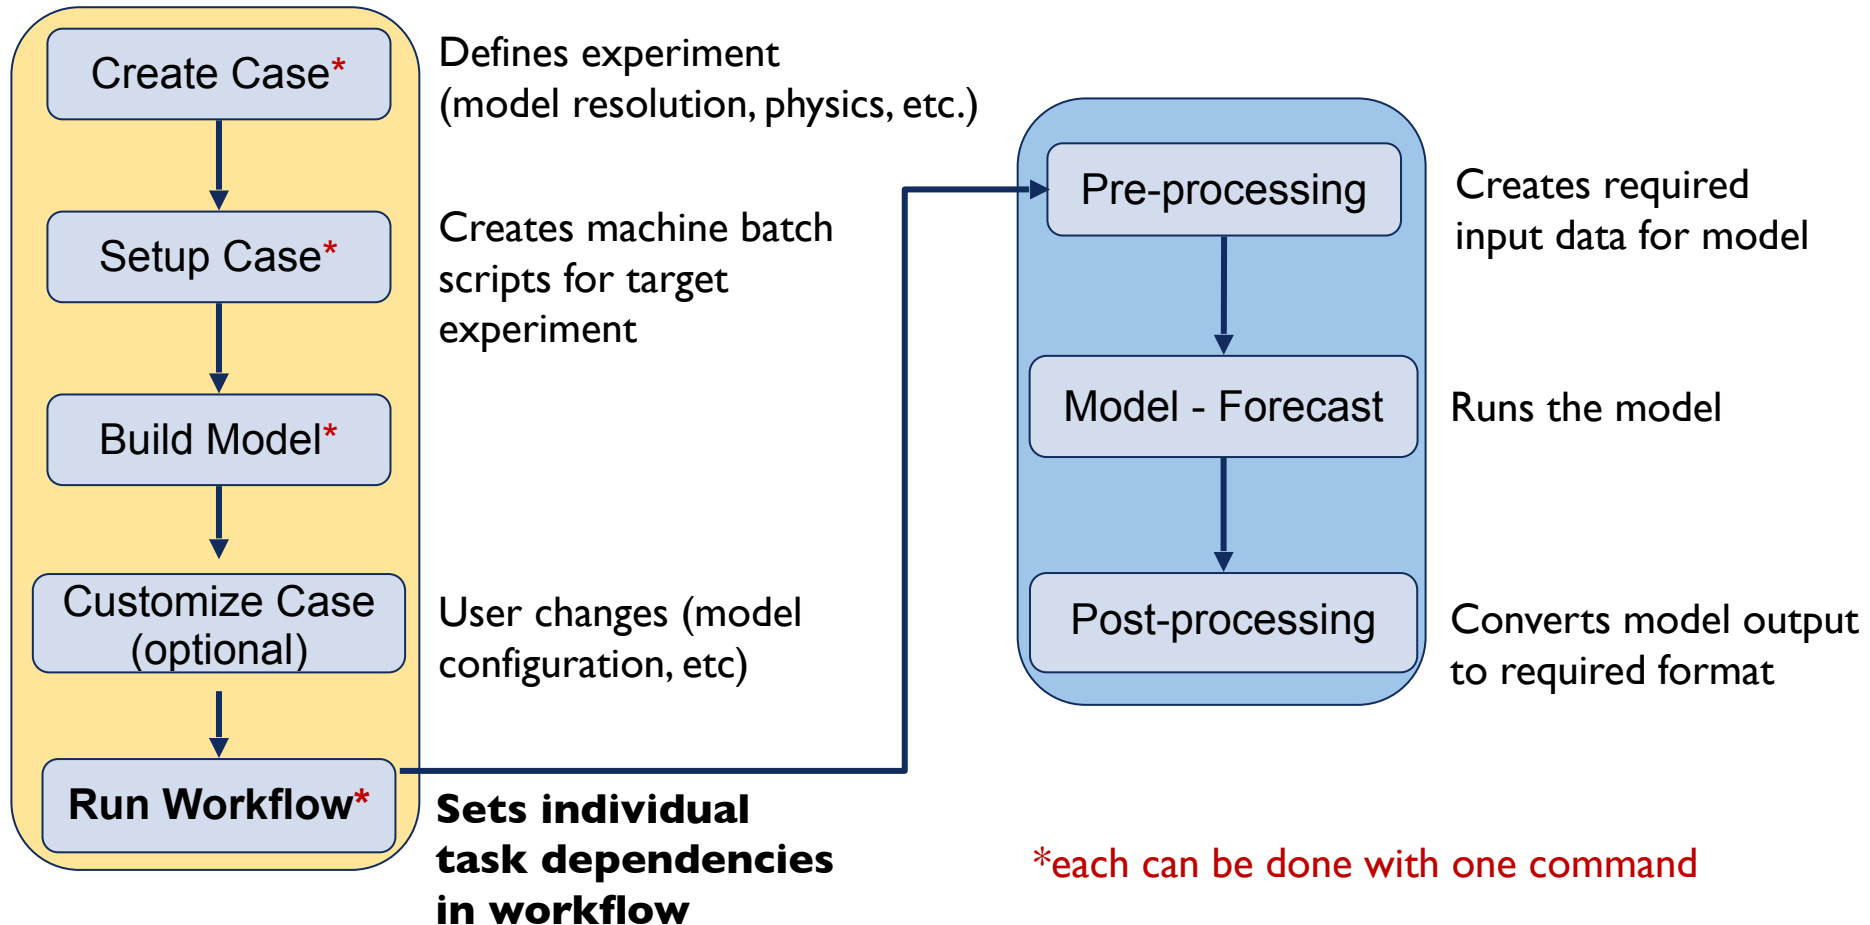 Create Case*
Defines experiment
(model resolution, physics, etc.)
Setup Case*
Creates machine batch
scripts for target
experiment
Build Model*
Customize Case
(optional)
User changes (model
configuration, etc)
Run Workflow*
Sets individual
task dependencies
in workflow
Pre-processing
Creates required
input data for model
Model - Forecast
Runs the model
Post-processing
Converts model output
to required format
*each can be done with one command